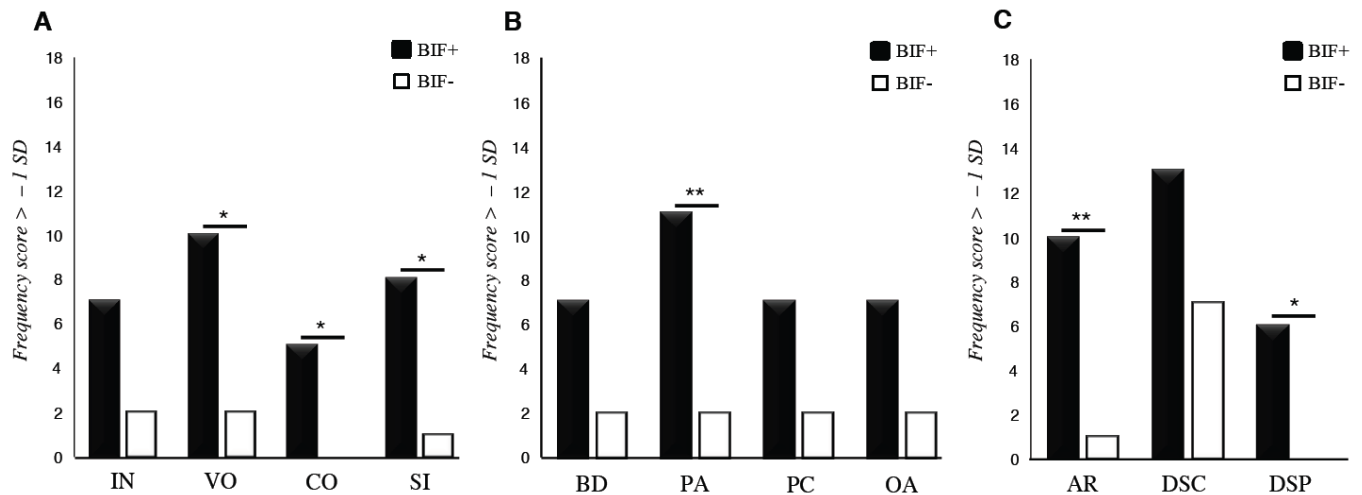 A
BIF+
BIF-
Frequency score > – 1 SD
18
16
14
12
10
8
6
4
2
0
*
*
*
IN VO CO SI
B
BIF+
BIF-
Frequency score > – 1 SD
18
16
14
12
10
8
6
4
2
0
**
BD PA PC OA
C
BIF+
BIF-
Frequency score > – 1 SD
18
16
14
12
10
8
6
4
2
0
**
*
AR DSC DSP